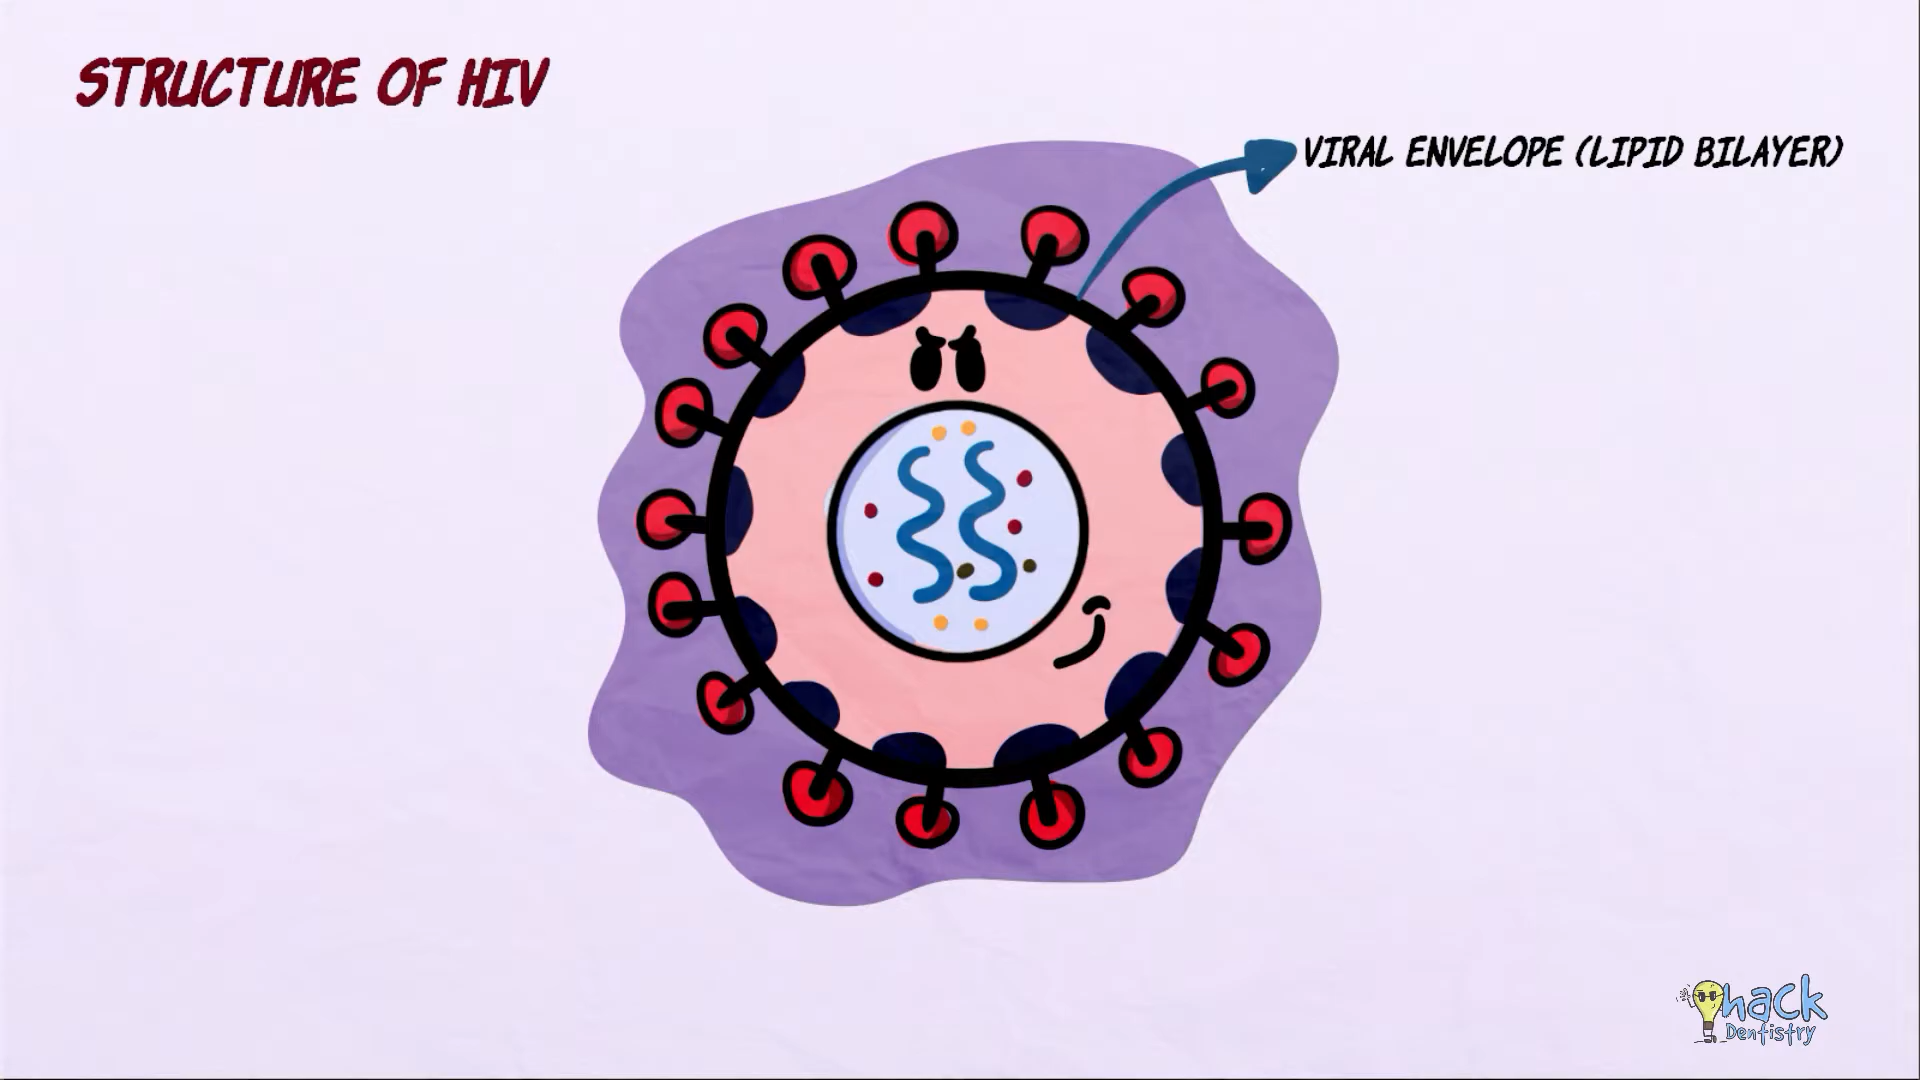 STRUCTURE OF HIV
VIRAL ENVELOPE (LIPID BILAYER)
hack
Dentistry